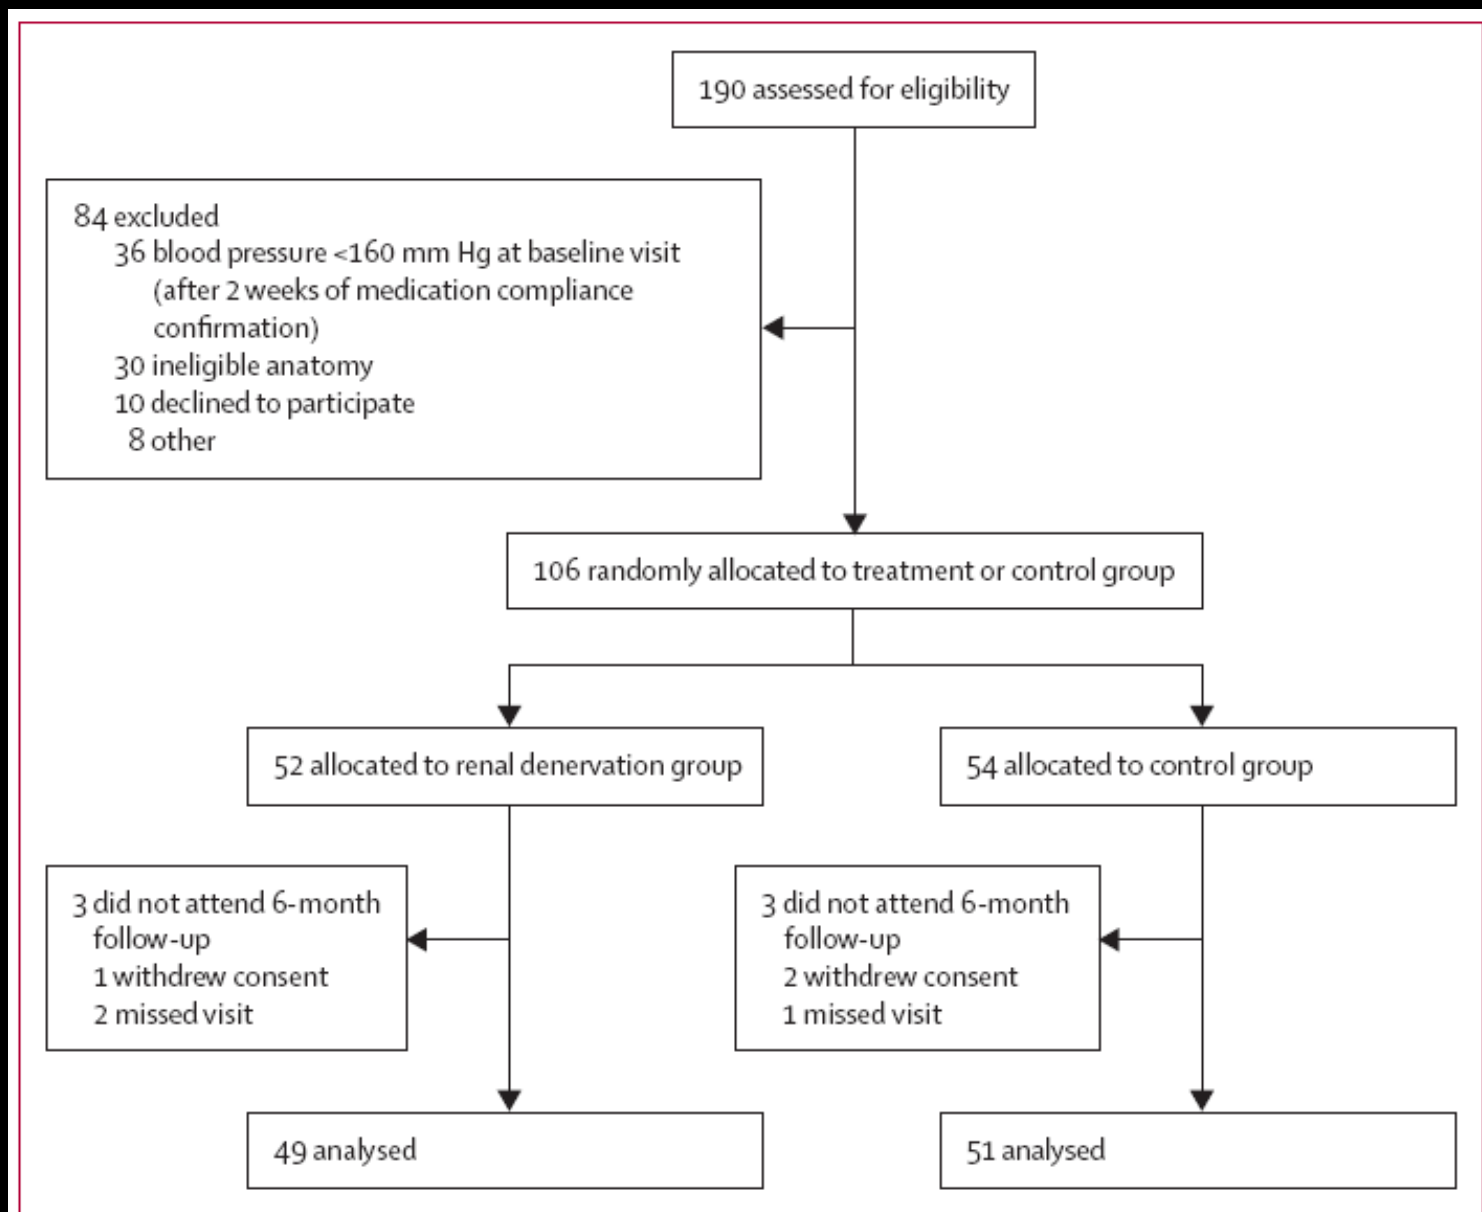 190 assessed for eligibility
84 excluded
36 blood pressure <160 mm Hg at baseline visit
(after 2 weeks of medication compliance
confirmation)
30 ineligible anatomy
10 declined to participate
8 other
106 randomly allocated to treatment or control group
52 allocated to renal denervation group
54 allocated to control group
3 did not attend 6-month
follow-up
1 withdrew consent
2 missed visit
3 did not attend 6-month
follow-up
2 withdrew consent
1 missed visit
49 analysed
51 analysed